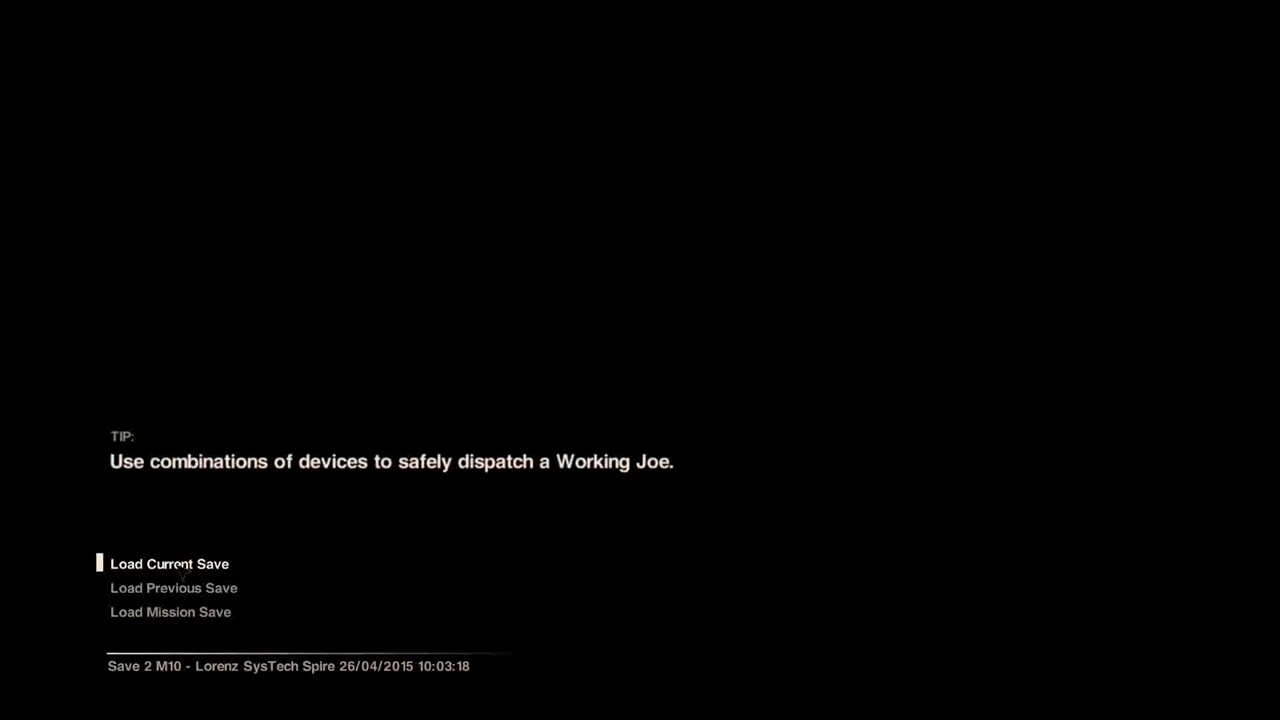 TIP:
Use combinations of devices to safely dispatch a Working Joe.
Load Current Save
Load Previous Save
Load Mission Save
Save 2 M10 - Lorenz SysTech Spire 26/04/2015 10:03:18